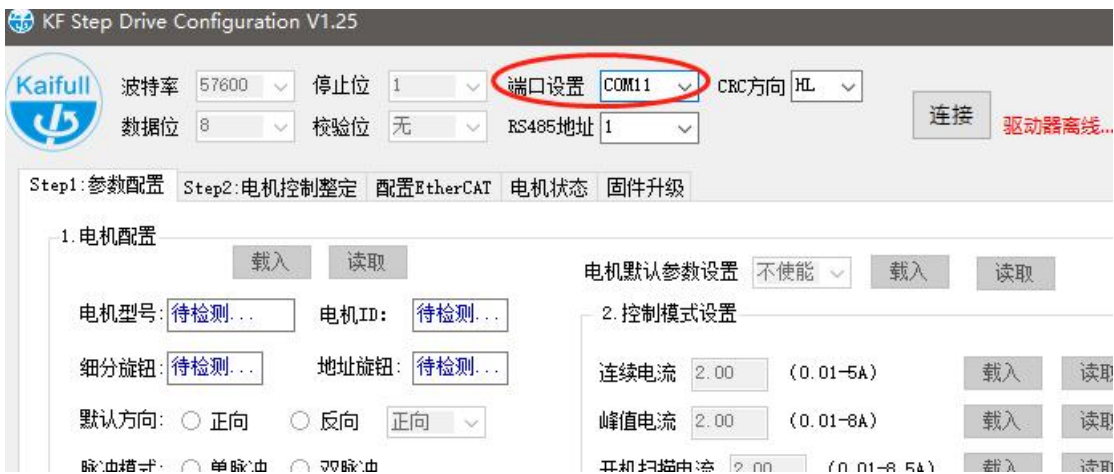 KF Step Drive Configuration V1.25
Kaifull 波特率 57600 停止位 1 端口设置 COM11 CRC方向 HL
数据位 8 校验位 无 RS485地址 1 连接 驱动器离线...
Step1:参数配置 Step2:电机控制整定 配置EtherCAT 电机状态 固件升级
1.电机配置
载入 读取 电机默认参数设置 不使能 载入 读取
电机型号: 待检测... 电机ID: 待检测... 2.控制模式设置
细分旋钮: 待检测... 地址旋钮: 待检测... 连续电流 2.00 (0.01-5A) 载入 读取
默认方向: 正向 反向 正向 峰值电流 2.00 (0.01-8A) 载入 读取
脉冲模式: 单脉冲 双脉冲 开机扫描电流 2.00 (0.01-8.5A) 载入 读取